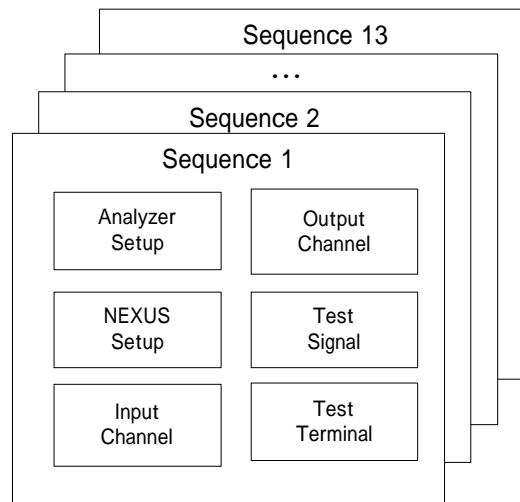 Sequence 13
...
Sequence 2
Sequence 1
Analyzer
Setup
Output
Channel
NEXUS
Setup
Test
Signal
Input
Channel
Test
Terminal